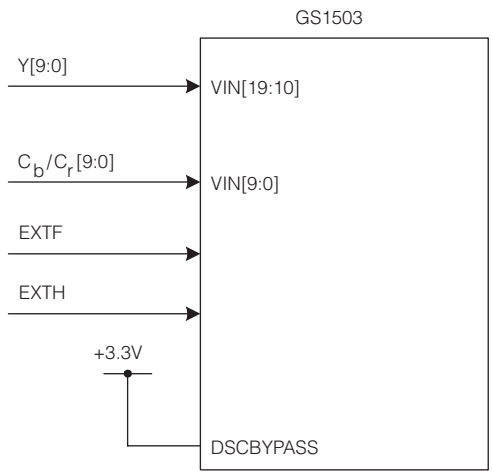 GS1503
Y[9:0]
VIN[19:10]
Cb/Cr[9:0]
VIN[9:0]
EXTF
EXTH
+3.3V
DSCBYPASS